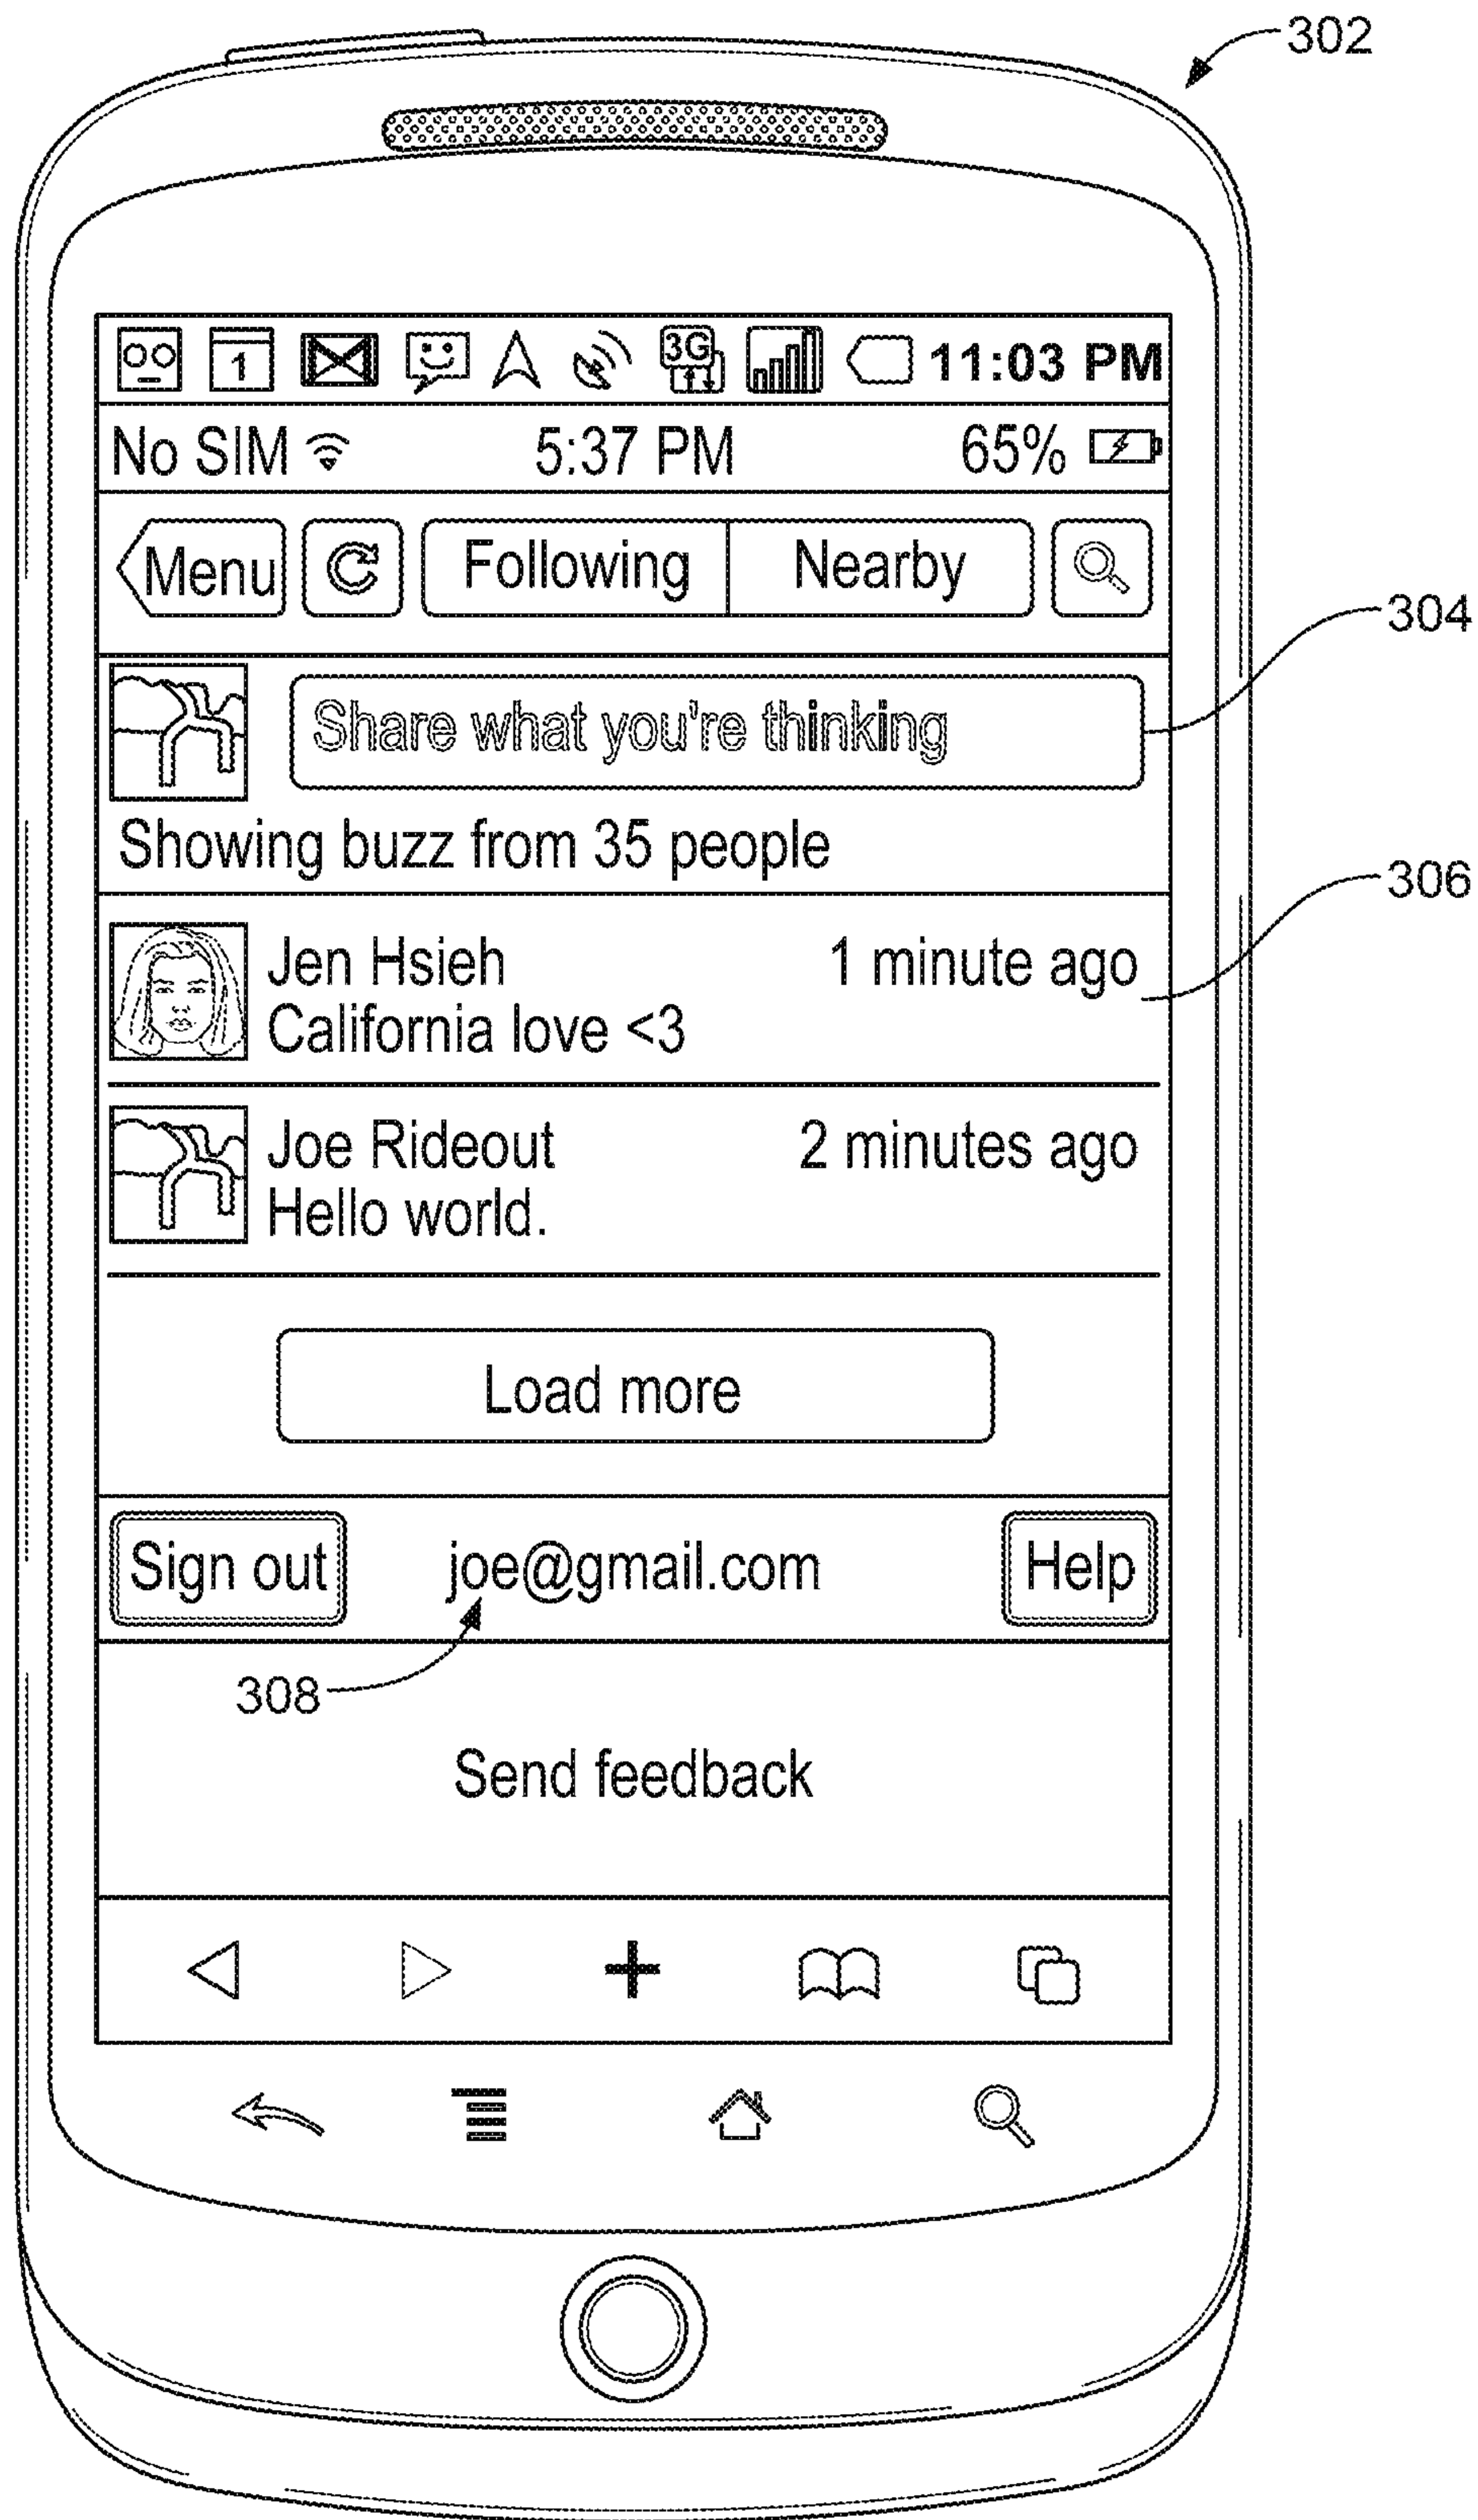 302
1 3G 11:03 PM
No SIM 5:37 PM 65%
Menu Following Nearby
304
Share what you're thinking
Showing buzz from 35 people
306
Jen Hsieh 1 minute ago
California love <3
Joe Rideout 2 minutes ago
Hello world.
Load more
Sign out joe@gmail.com Help
308
Send feedback